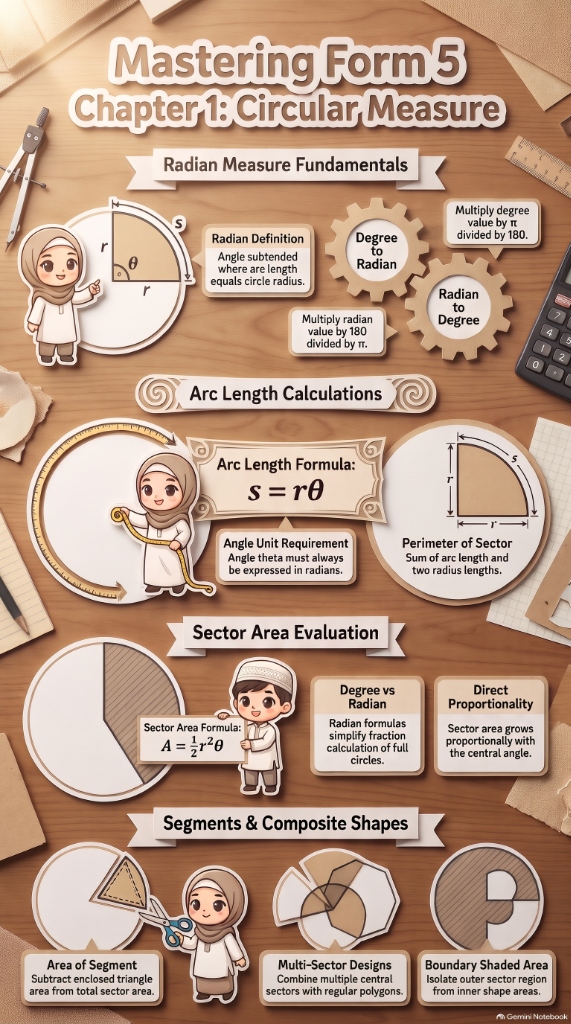 Mastering Form 5
Chapter 1: Circular Measure
Radian Measure Fundamentals
s
r
θ
r
Radian Definition
Angle subtended
where arc length
equals circle radius.
Degree
to
Radian
Multiply degree
value by π
divided by 180.
Radian
to
Degree
Multiply radian
value by 180
divided by π.
Arc Length Calculations
Arc Length Formula:
s = rθ
Angle Unit Requirement
Angle theta must always
be expressed in radians.
r
s
r
Perimeter of Sector
Sum of arc length and
two radius lengths.
Sector Area Evaluation
Sector Area Formula:
A = ½r²θ
Degree vs
Radian
Radian formulas
simplify fraction
calculation of full
circles.
Direct
Proportionality
Sector area grows
proportionally with
the central angle.
Segments & Composite Shapes
Area of Segment
Subtract enclosed triangle
area from total sector area.
Multi-Sector Designs
Combine multiple central
sectors with regular polygons.
Boundary Shaded Area
Isolate outer sector region
from inner shape areas.
Gemini Notebook